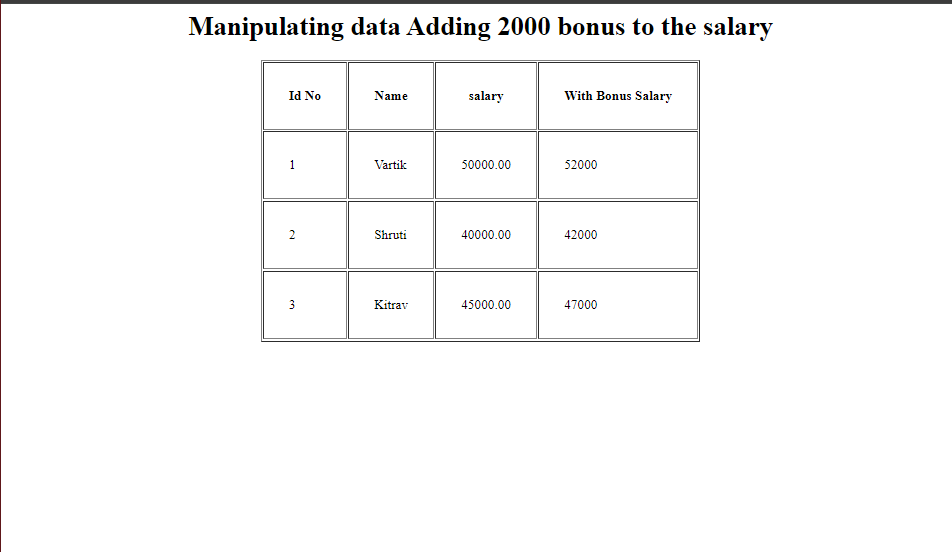 Manipulating data Adding 2000 bonus to the salary
Id No Name salary With Bonus Salary
1 Vartik 50000.00 52000
2 Shruti 40000.00 42000
3 Kitrav 45000.00 47000